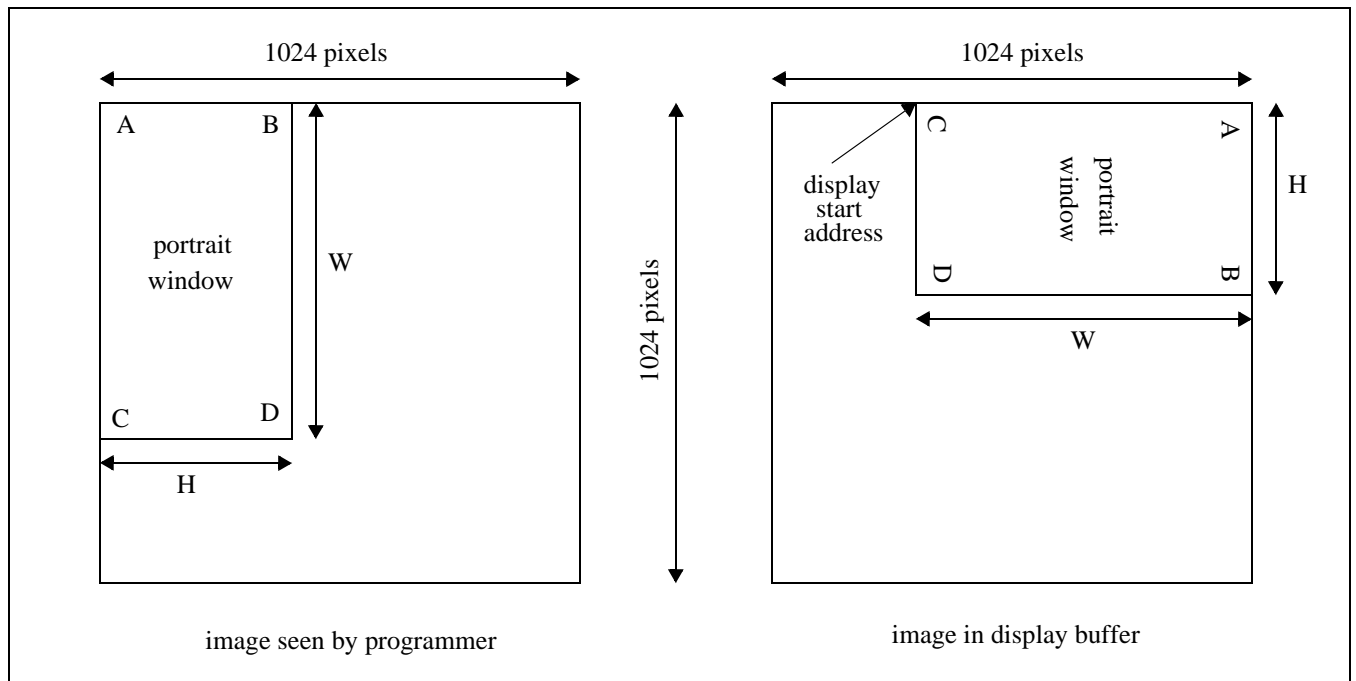 1024 pixels
A
B
portrait
window
W
C
D
H
image seen by programmer
1024 pixels
1024 pixels
C
A
display
start
address
portrait
window
H
D
B
W
image in display buffer